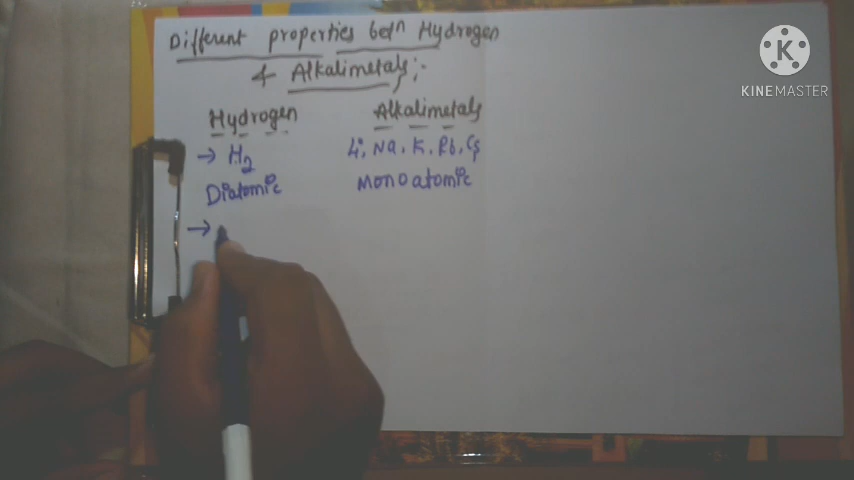 Different properties betn Hydrogen
& Alkalimetals;-
Hydrogen Alkalimetals
→ H2 Li, Na, K, Rb, Cs
Diatomic Monoatomic
→
K
KINEMASTER